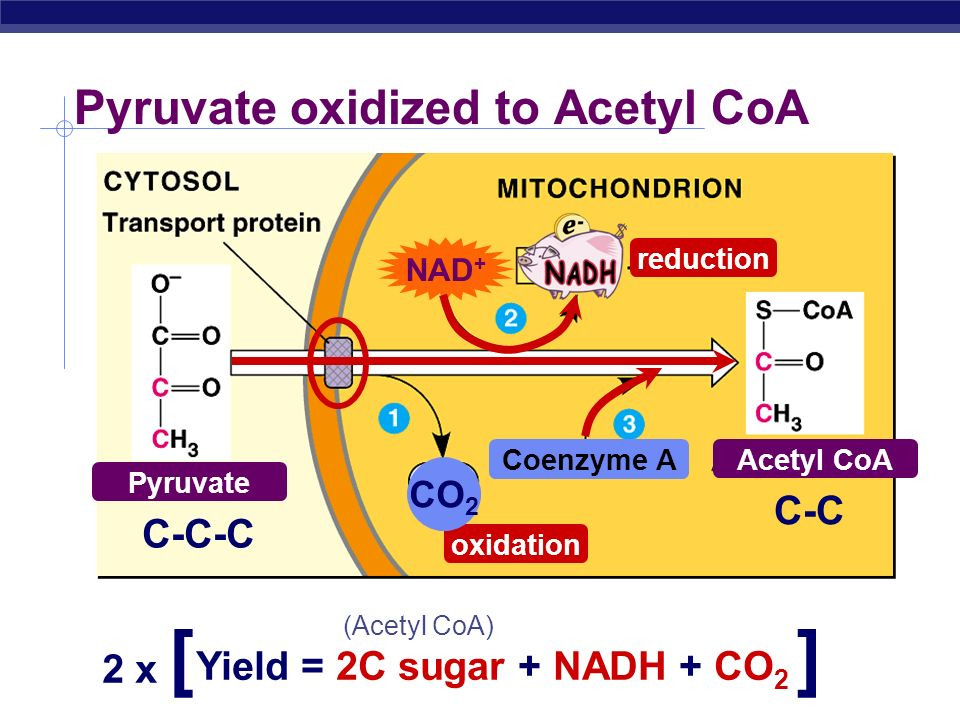 Pyruvate oxidized to Acetyl CoA
CYTOSOL
MITOCHONDRION
Transport protein
e-
NAD+
NADH
reduction
O–
C=O
C=O
CH3
2
S–CoA
C=O
CH3
1
3
Pyruvate
Coenzyme A
Acetyl CoA
CO2
C-C-C
C-C
oxidation
(Acetyl CoA)
2 x [Yield = 2C sugar + NADH + CO2]